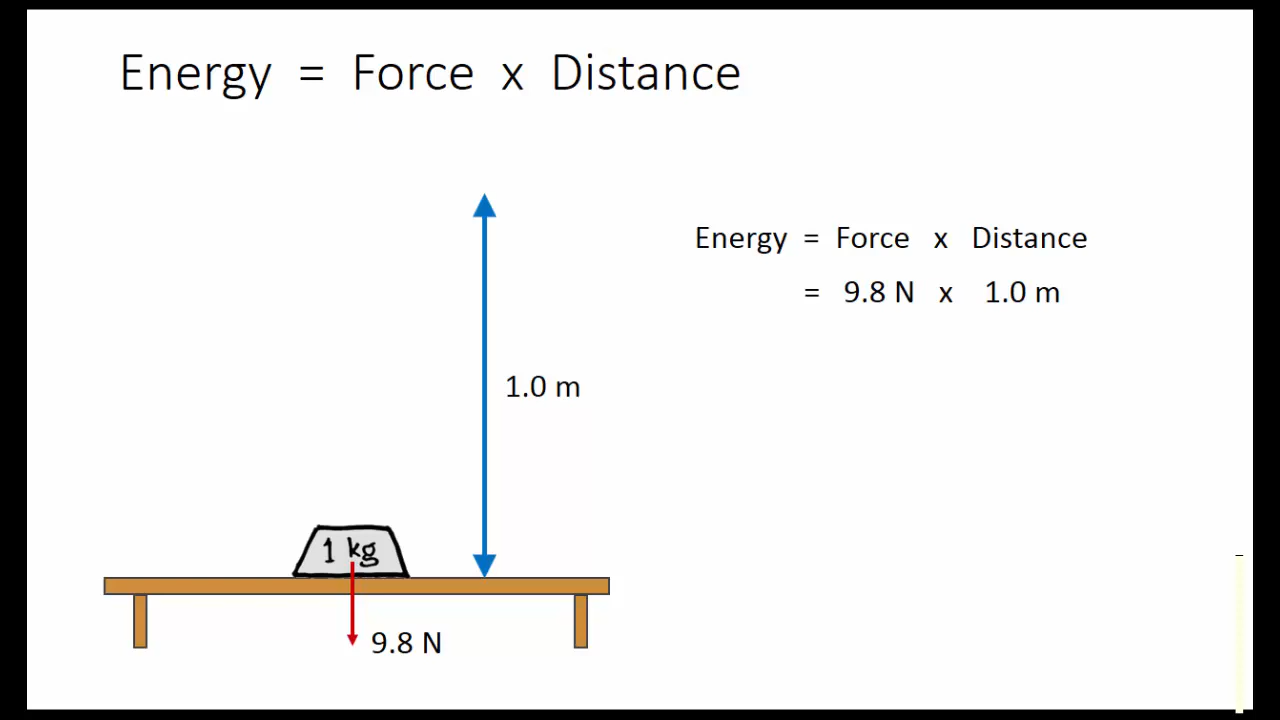 Energy = Force x Distance
Energy = Force x Distance
= 9.8 N x 1.0 m
1.0 m
1 kg
9.8 N